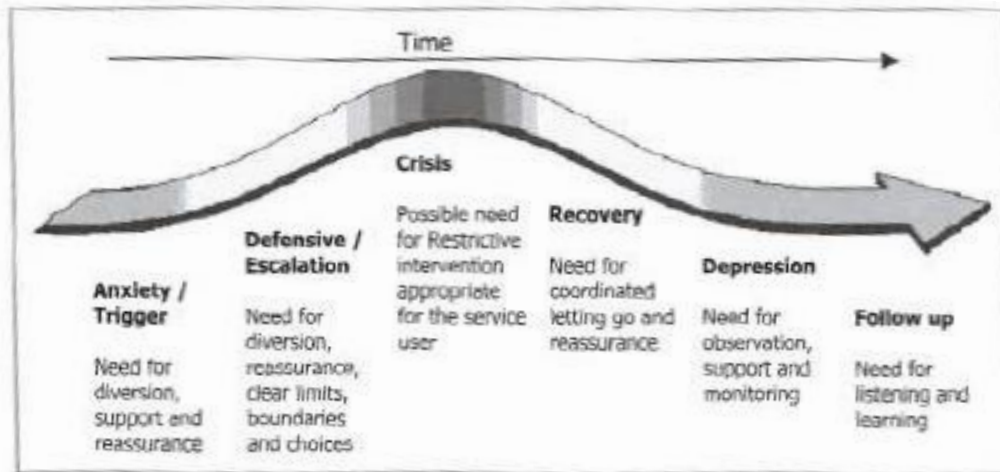 Time
Anxiety /
Trigger
Need for
diversion,
support and
reassurance
Defensive /
Escalation
Need for
diversion,
reassurance,
clear limits,
boundaries
and choices
Crisis
Possible need
for Restrictive
intervention
appropriate
for the service
user
Recovery
Need for
coordinated
letting go and
reassurance
Depression
Need for
observation,
support and
monitoring
Follow up
Need for
listening and
learning